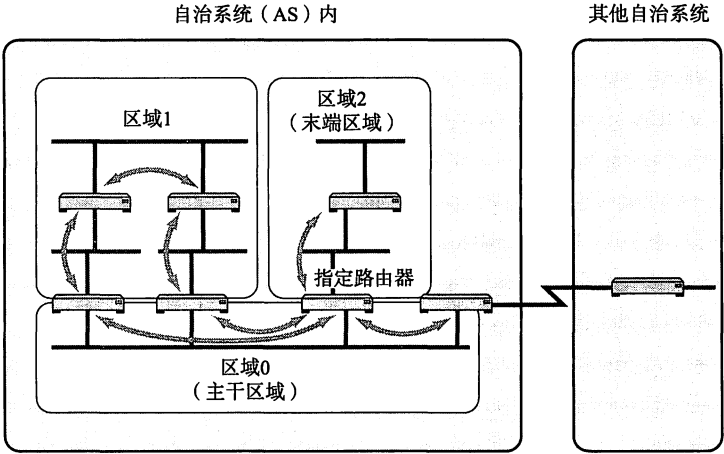 自治系统（AS）内
其他自治系统
区域1
区域2
（末端区域）
指定路由器
区域0
（主干区域）